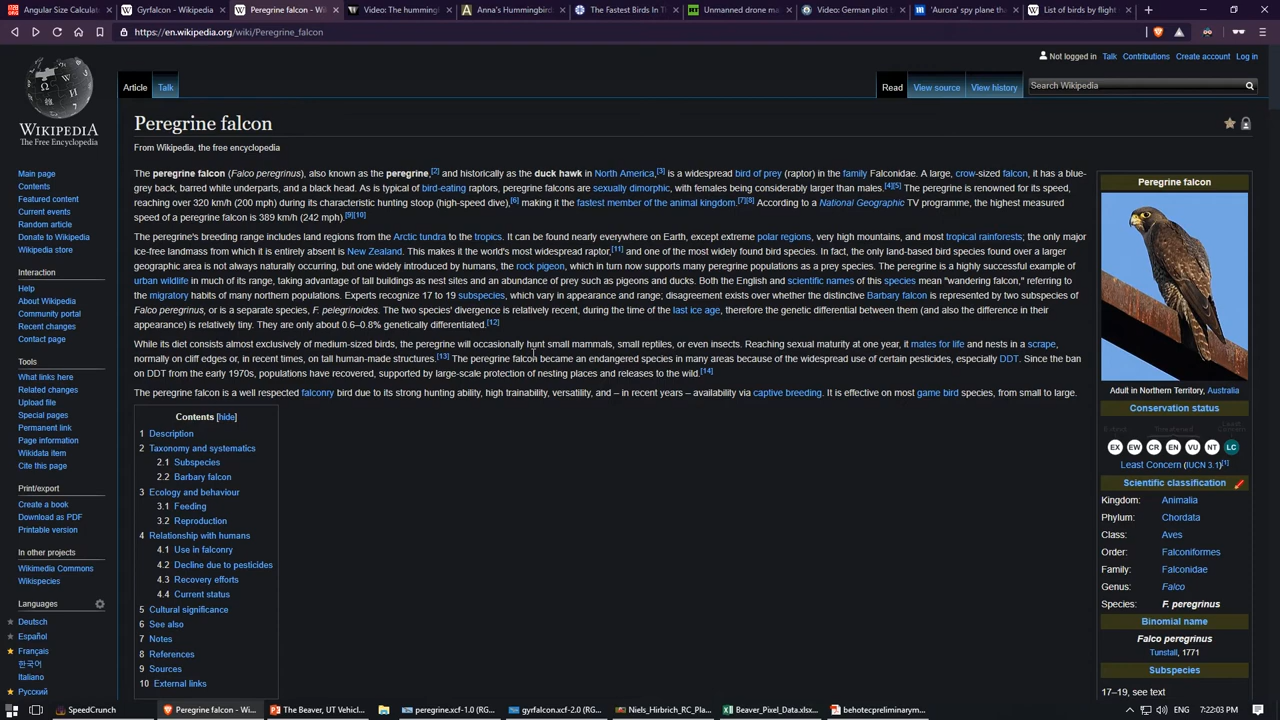 Angular Size Calculat
Gyrfalcon - Wikipedia
Peregrine falcon - Wiki
Video: The humming
Anna's Hummingbird
The Fastest Birds In Th
Unmanned drone ma
Video: German pilot b
'Aurora' spy plane tha
List of birds by flight
https://en.wikipedia.org/wiki/Peregrine_falcon
Not logged in Talk Contributions Create account Log in
Article Talk Read View source View history Search Wikipedia
WIKIPEDIA
The Free Encyclopedia
Main page
Contents
Featured content
Current events
Random article
Donate to Wikipedia
Wikipedia store
Interaction
Help
About Wikipedia
Community portal
Recent changes
Tools
What links here
Related changes
Upload file
Special pages
Permanent link
Page information
Wikidata item
Cite this page
Print/export
Create a book
Download as PDF
Printable version
In other projects
Wikimedia Commons
Wikispecies
Languages
Deutsch
Español
Français
한국어
Italiano
Русский
Peregrine falcon
From Wikipedia, the free encyclopedia
The peregrine falcon (Falco peregrinus), also known as the peregrine,[2] and historically as the duck hawk in North America,[3] is a widespread bird of prey (raptor) in the family Falconidae. A large, crow-sized falcon, it has a blue-
grey back, barred white underparts, and a black head. As is typical of bird-eating raptors, peregrine falcons are sexually dimorphic, with females being considerably larger than males.[4][5] The peregrine is renowned for its speed,
reaching over 320 km/h (200 mph) during its characteristic hunting stoop (high-speed dive),[6] making it the fastest member of the animal kingdom.[7][8] According to a National Geographic TV programme, the highest measured
speed of a peregrine falcon is 389 km/h (242 mph).[9][10]
The peregrine's breeding range includes land regions from the Arctic tundra to the tropics. It can be found nearly everywhere on Earth, except extreme polar regions, very high mountains, and most tropical rainforests; the only major
ice-free landmass from which it is entirely absent is New Zealand. This makes it the world's most widespread raptor,[11] and one of the most widely found bird species. In fact, the only land-based bird species found over a larger
geographic area is not always naturally occurring, but one widely introduced by humans, the rock pigeon, which in turn now supports many peregrine populations as a prey species. The peregrine is a highly successful example of
urban wildlife in much of its range, taking advantage of tall buildings as nest sites and an abundance of prey such as pigeons and ducks. Both the English and scientific names of this species mean "wandering falcon," referring to
the migratory habits of many northern populations. Experts recognize 17 to 19 subspecies, which vary in appearance and range; disagreement exists over whether the distinctive Barbary falcon is represented by two subspecies of
Falco peregrinus, or is a separate species, F. pelegrinoides. The two species' divergence is relatively recent, during the time of the last ice age, therefore the genetic differential between them (and also the difference in their
appearance) is relatively tiny. They are only about 0.6–0.8% genetically differentiated.[12]
While its diet consists almost exclusively of medium-sized birds, the peregrine will occasionally hunt small mammals, small reptiles, or even insects. Reaching sexual maturity at one year, it mates for life and nests in a scrape,
normally on cliff edges or, in recent times, on tall human-made structures.[13] The peregrine falcon became an endangered species in many areas because of the widespread use of certain pesticides, especially DDT. Since the ban
on DDT from the early 1970s, populations have recovered, supported by large-scale protection of nesting places and releases to the wild.[14]
The peregrine falcon is a well respected falconry bird due to its strong hunting ability, high trainability, versatility, and – in recent years – availability via captive breeding. It is effective on most game bird species, from small to large.
Contents [hide]
1 Description
2 Taxonomy and systematics
2.1 Subspecies
2.2 Barbary falcon
3 Ecology and behaviour
3.1 Feeding
3.2 Reproduction
4 Relationship with humans
4.1 Use in falconry
4.2 Decline due to pesticides
4.3 Recovery efforts
4.4 Current status
5 Cultural significance
6 See also
7 Notes
8 References
9 Sources
10 External links
Peregrine falcon
Adult in Northern Territory, Australia
Conservation status
EX EW CR EN VU NT LC
Least Concern (IUCN 3.1)[1]
Scientific classification
Kingdom: Animalia
Phylum: Chordata
Class: Aves
Order: Falconiformes
Family: Falconidae
Genus: Falco
Species: F. peregrinus
Binomial name
Falco peregrinus
Tunstall, 1771
Subspecies
17–19, see text
SpeedCrunch
Peregrine falcon - Wi...
The Beaver, UT Vehicl...
peregrine.xcf-1.0 (RG...
gyrfalcon.xcf-2.0 (RG...
Niels_Hirbrich_RC_Pla...
Beaver_Pixel_Data.xlsx...
behotecpreliminarym...
7:22:03 PM